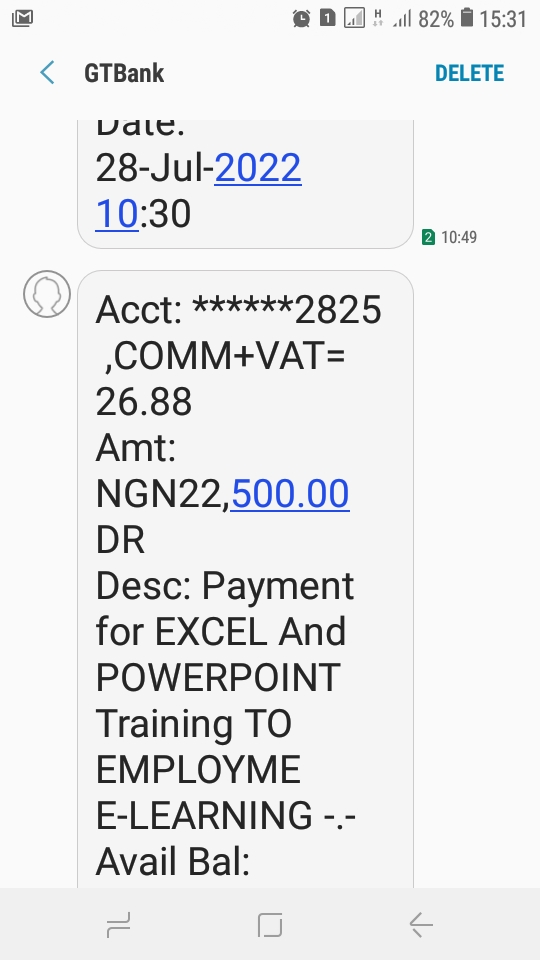 1 H 82% 15:31
GTBank DELETE
Date:
28-Jul-2022
10:30
2 10:49
Acct: ******2825
,COMM+VAT=
26.88
Amt:
NGN22,500.00
DR
Desc: Payment
for EXCEL And
POWERPOINT
Training TO
EMPLOYME
E-LEARNING -.-
Avail Bal: